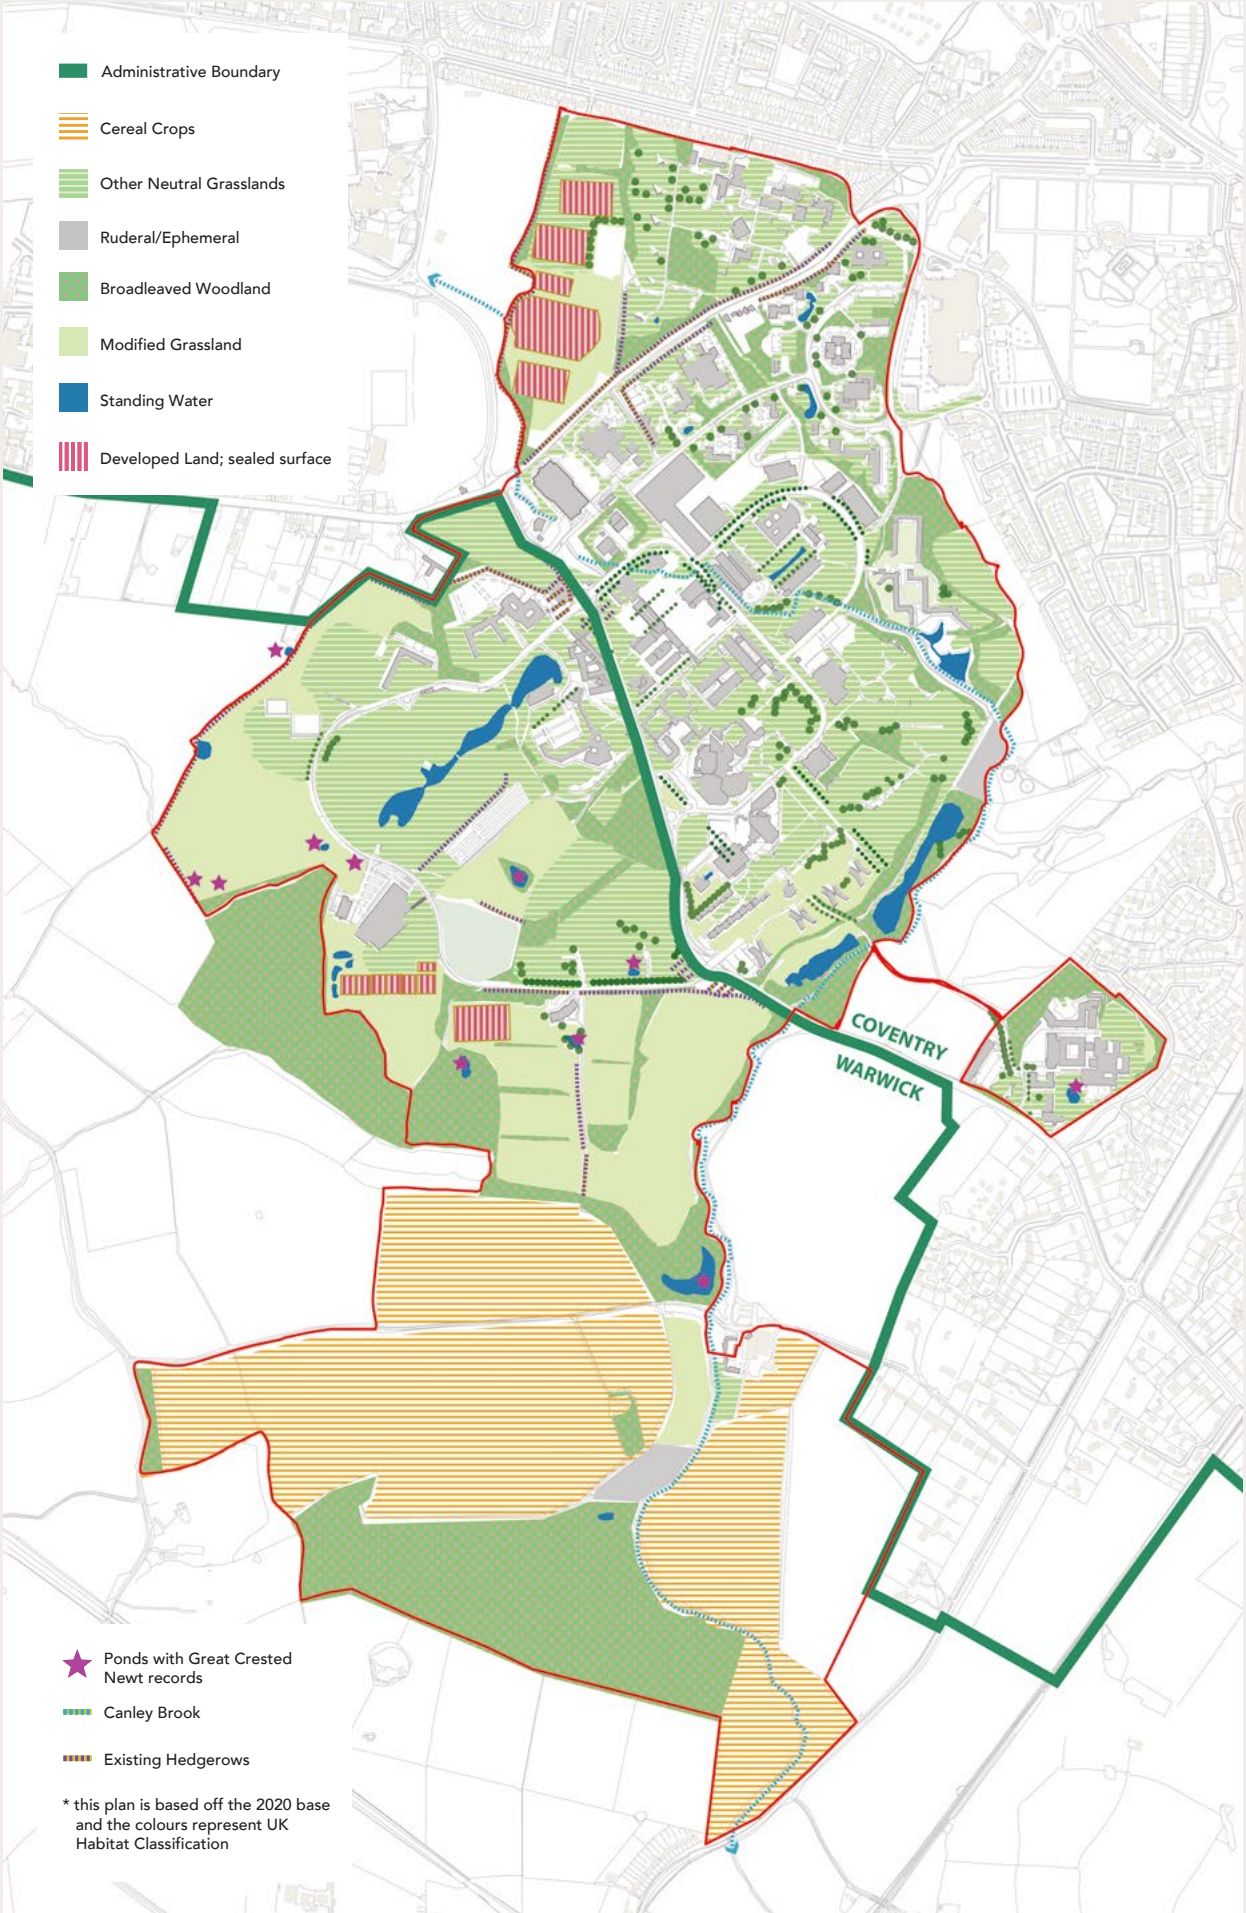 Administrative Boundary
Cereal Crops
Other Neutral Grasslands
Ruderal/Ephemeral
Broadleaved Woodland
Modified Grassland
Standing Water
Developed Land; sealed surface
COVENTRY
WARWICK
Ponds with Great Crested
Newt records
Canley Brook
Existing Hedgerows
* this plan is based off the 2020 base
and the colours represent UK
Habitat Classification